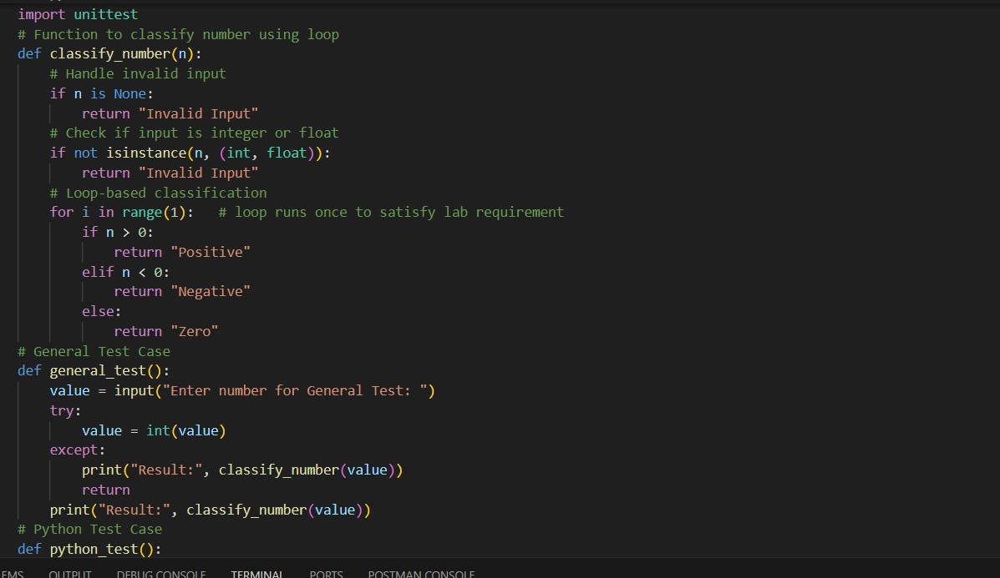 import unittest
# Function to classify number using loop
def classify_number(n):
    # Handle invalid input
    if n is None:
        return "Invalid Input"
    # Check if input is integer or float
    if not isinstance(n, (int, float)):
        return "Invalid Input"
    # Loop-based classification
    for i in range(1):   # loop runs once to satisfy lab requirement
        if n > 0:
            return "Positive"
        elif n < 0:
            return "Negative"
        else:
            return "Zero"
# General Test Case
def general_test():
    value = input("Enter number for General Test: ")
    try:
        value = int(value)
    except:
        print("Result:", classify_number(value))
        return
    print("Result:", classify_number(value))
# Python Test Case
def python_test():
EMS OUTPUT DEBUG CONSOLE TERMINAL PORTS POSTMAN CONSOLE